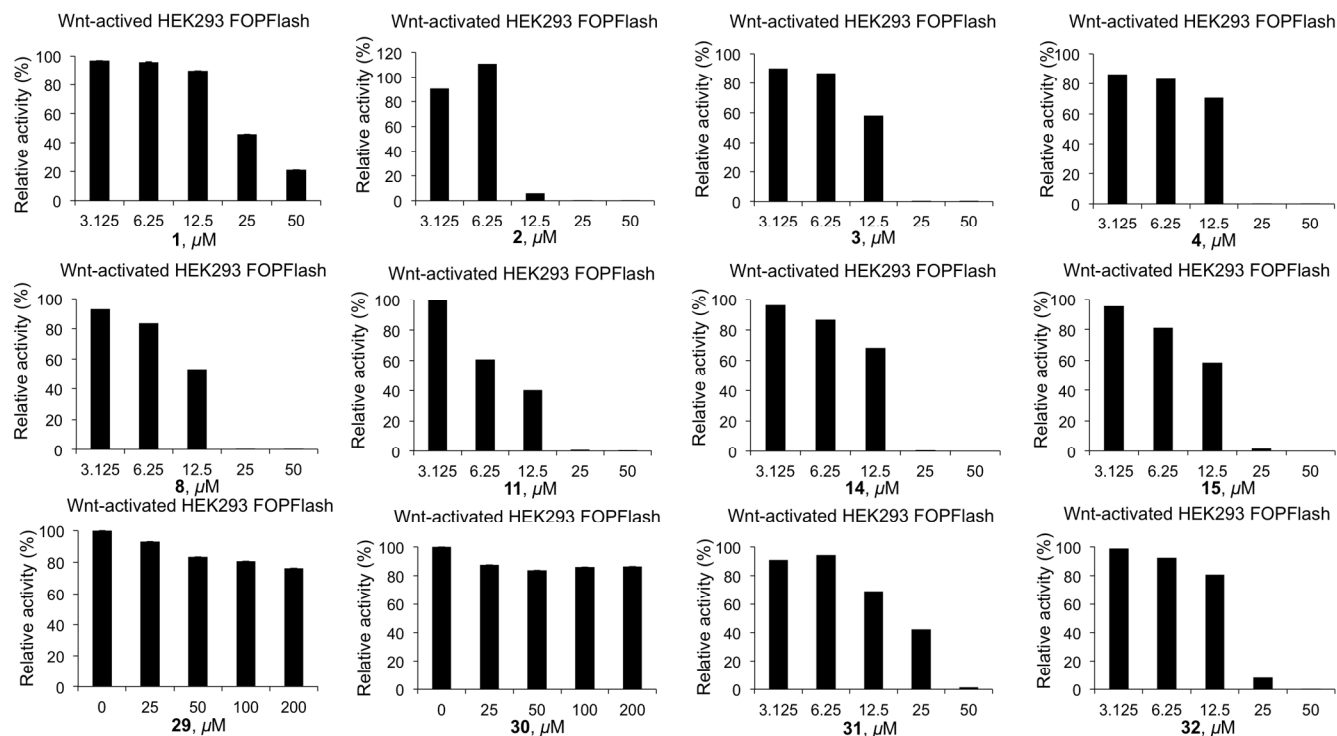 Wnt-actived HEK293 FOPFlash
Relative activity (%)
100
80
60
40
20
0
3.125 6.25 12.5 25 50
1, µM
Wnt-activated HEK293 FOPFlash
Relative activity (%)
120
100
80
60
40
20
0
3.125 6.25 12.5 25 50
2, µM
Wnt-activated HEK293 FOPFlash
Relative activity (%)
100
80
60
40
20
0
3.125 6.25 12.5 25 50
3, µM
Wnt-activated HEK293 FOPFlash
Relative activity (%)
100
80
60
40
20
0
3.125 6.25 12.5 25 50
4, µM
Wnt-activated HEK293 FOPFlash
Relative activity (%)
100
80
60
40
20
0
3.125 6.25 12.5 25 50
8, µM
Wnt-activated HEK293 FOPFlash
Relative activity (%)
100
80
60
40
20
0
3.125 6.25 12.5 25 50
11, µM
Wnt-activated HEK293 FOPFlash
Relative activity (%)
100
80
60
40
20
0
3.125 6.25 12.5 25 50
14, µM
Wnt-activated HEK293 FOPFlash
Relative activity (%)
100
80
60
40
20
0
3.125 6.25 12.5 25 50
15, µM
Wnt-activated HEK293 FOPFlash
Relative activity (%)
100
80
60
40
20
0
0 25 50 100 200
29, µM
Wnt-activated HEK293 FOPFlash
Relative activity (%)
100
80
60
40
20
0
0 25 50 100 200
30, µM
Wnt-activated HEK293 FOPFlash
Relative activity (%)
100
80
60
40
20
0
3.125 6.25 12.5 25 50
31, µM
Wnt-activated HEK293 FOPFlash
Relative activity (%)
100
80
60
40
20
0
3.125 6.25 12.5 25 50
32, µM